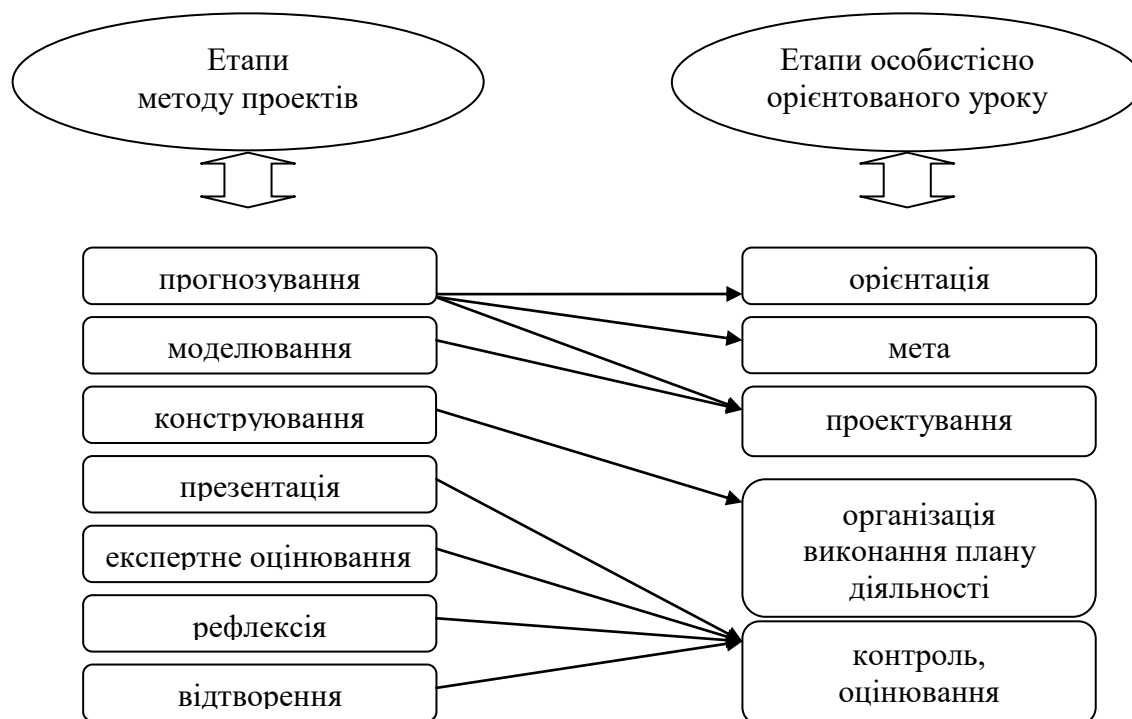 Етапи
методу проектів
Етапи особистісно
орієнтованого уроку
прогнозування
моделювання
конструювання
презентація
експертне оцінювання
рефлексія
відтворення
орієнтація
мета
проектування
організація
виконання плану
діяльності
контроль,
оцінювання